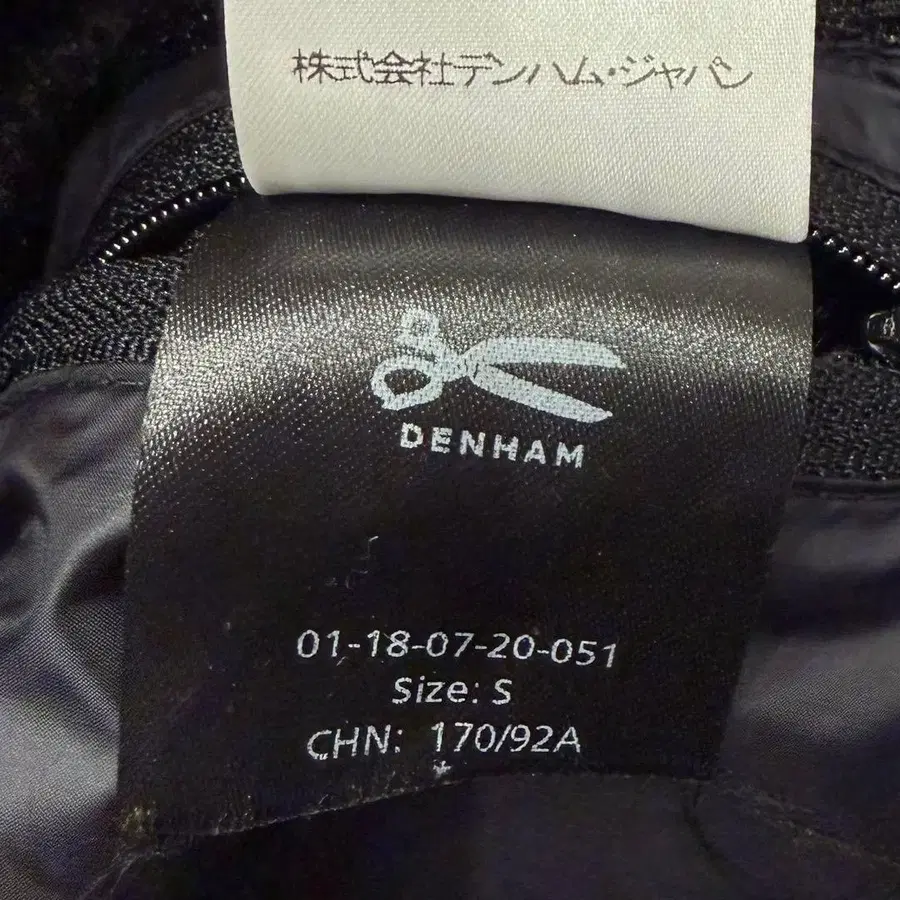 株式会社デンハム・ジャパン
DENHAM
01-18-07-20-051
Size: S
CHN: 170/92A